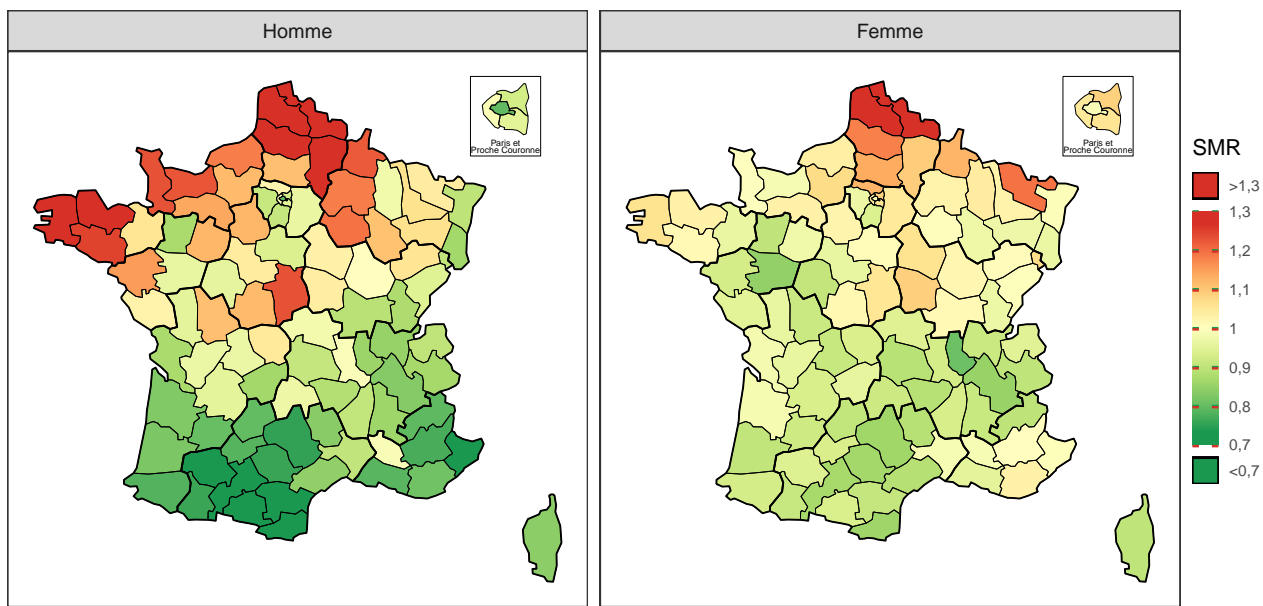 Homme
Femme
Paris et
Proche Couronne
Paris et
Proche Couronne
SMR
>1,3
1,3
1,2
1,1
1
0,9
0,8
0,7
<0,7